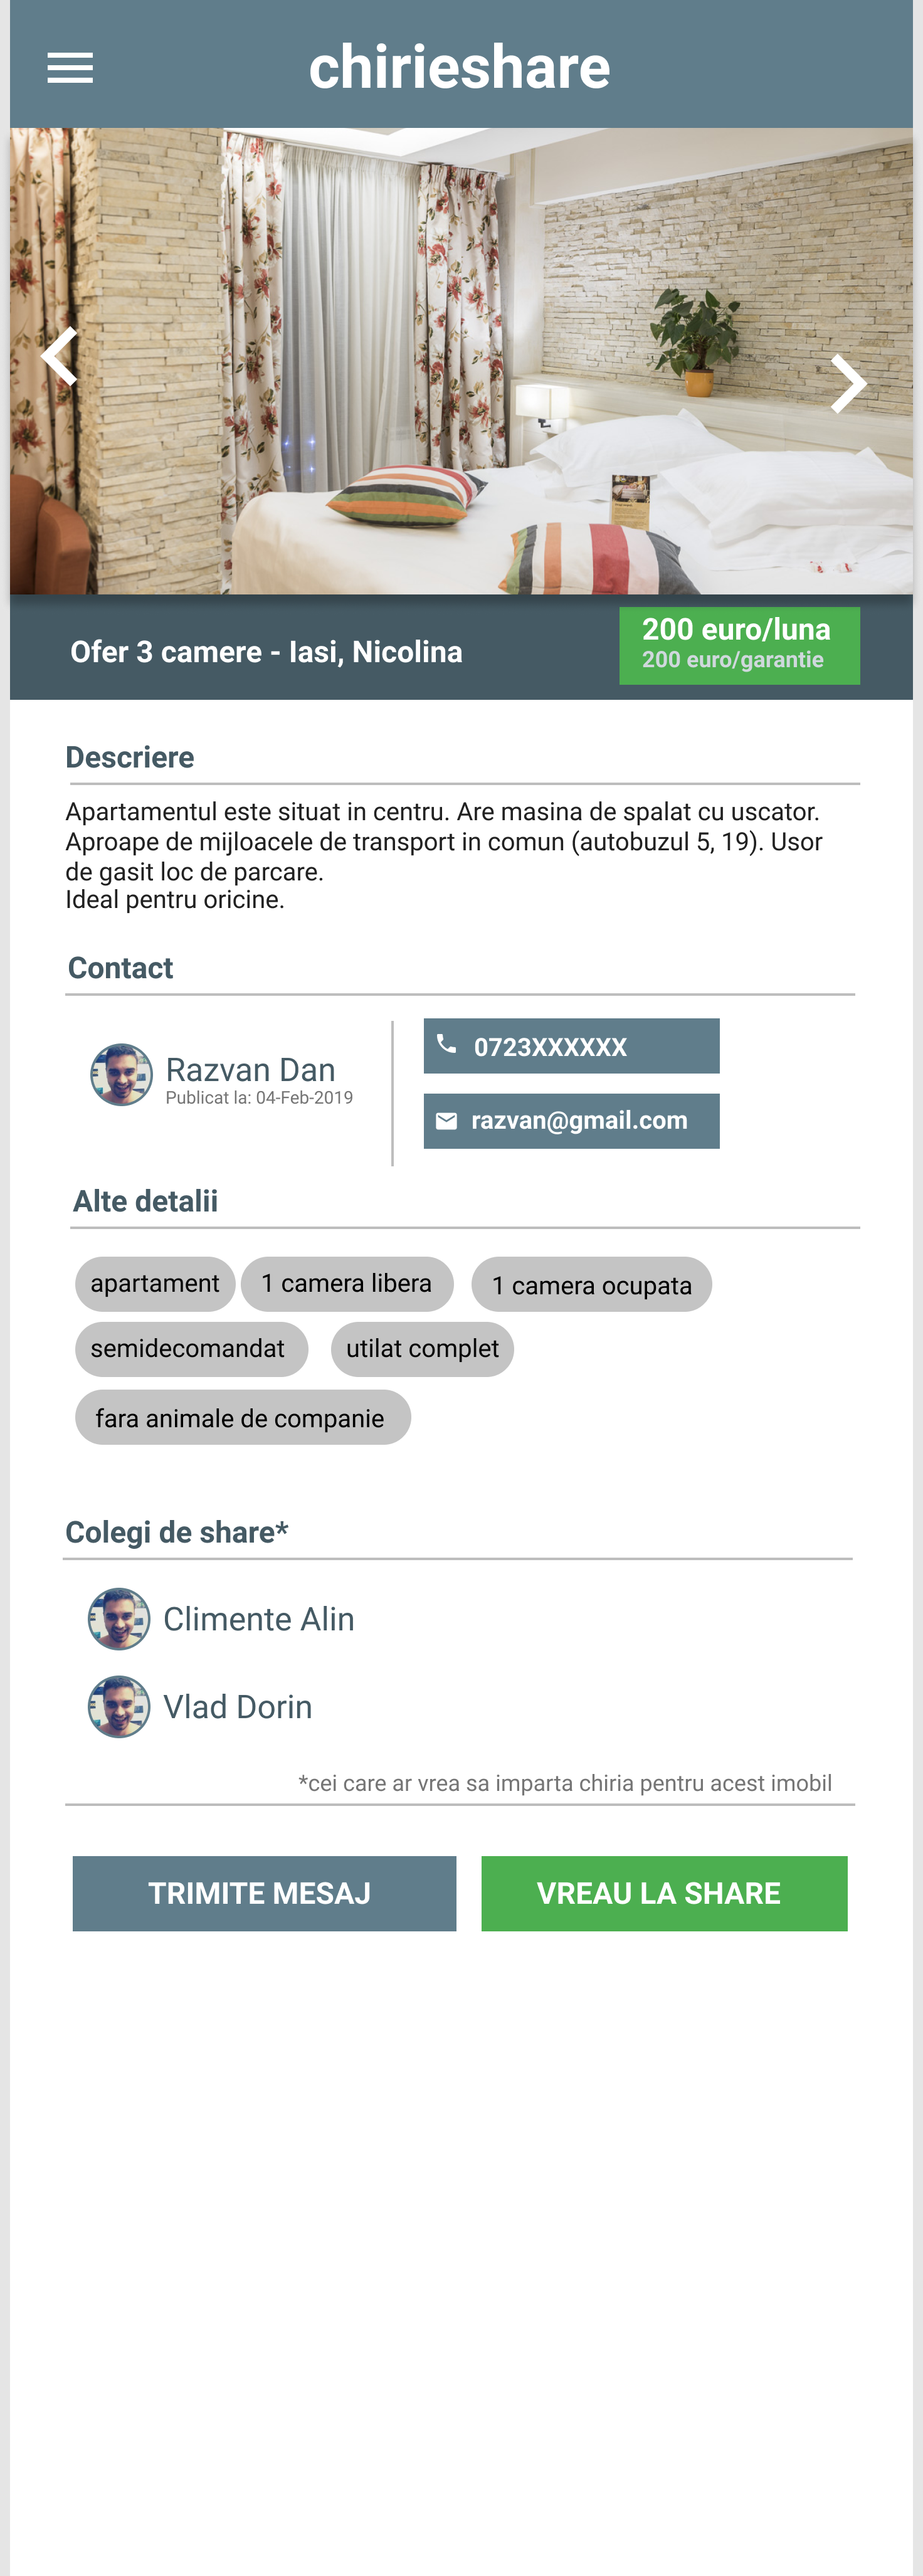 chirieshare
Ofer 3 camere - Iasi, Nicolina
200 euro/luna
200 euro/garantie
Descriere
Apartamentul este situat in centru. Are masina de spalat cu uscator.
Aproape de mijloacele de transport in comun (autobuzul 5, 19). Usor
de gasit loc de parcare.
Ideal pentru oricine.
Contact
Razvan Dan
Publicat la: 04-Feb-2019
0723XXXXXX
razvan@gmail.com
Alte detalii
apartament
1 camera libera
1 camera ocupata
semidecomandat
utilat complet
fara animale de companie
Colegi de share*
Climente Alin
Vlad Dorin
*cei care ar vrea sa imparta chiria pentru acest imobil
TRIMITE MESAJ
VREAU LA SHARE